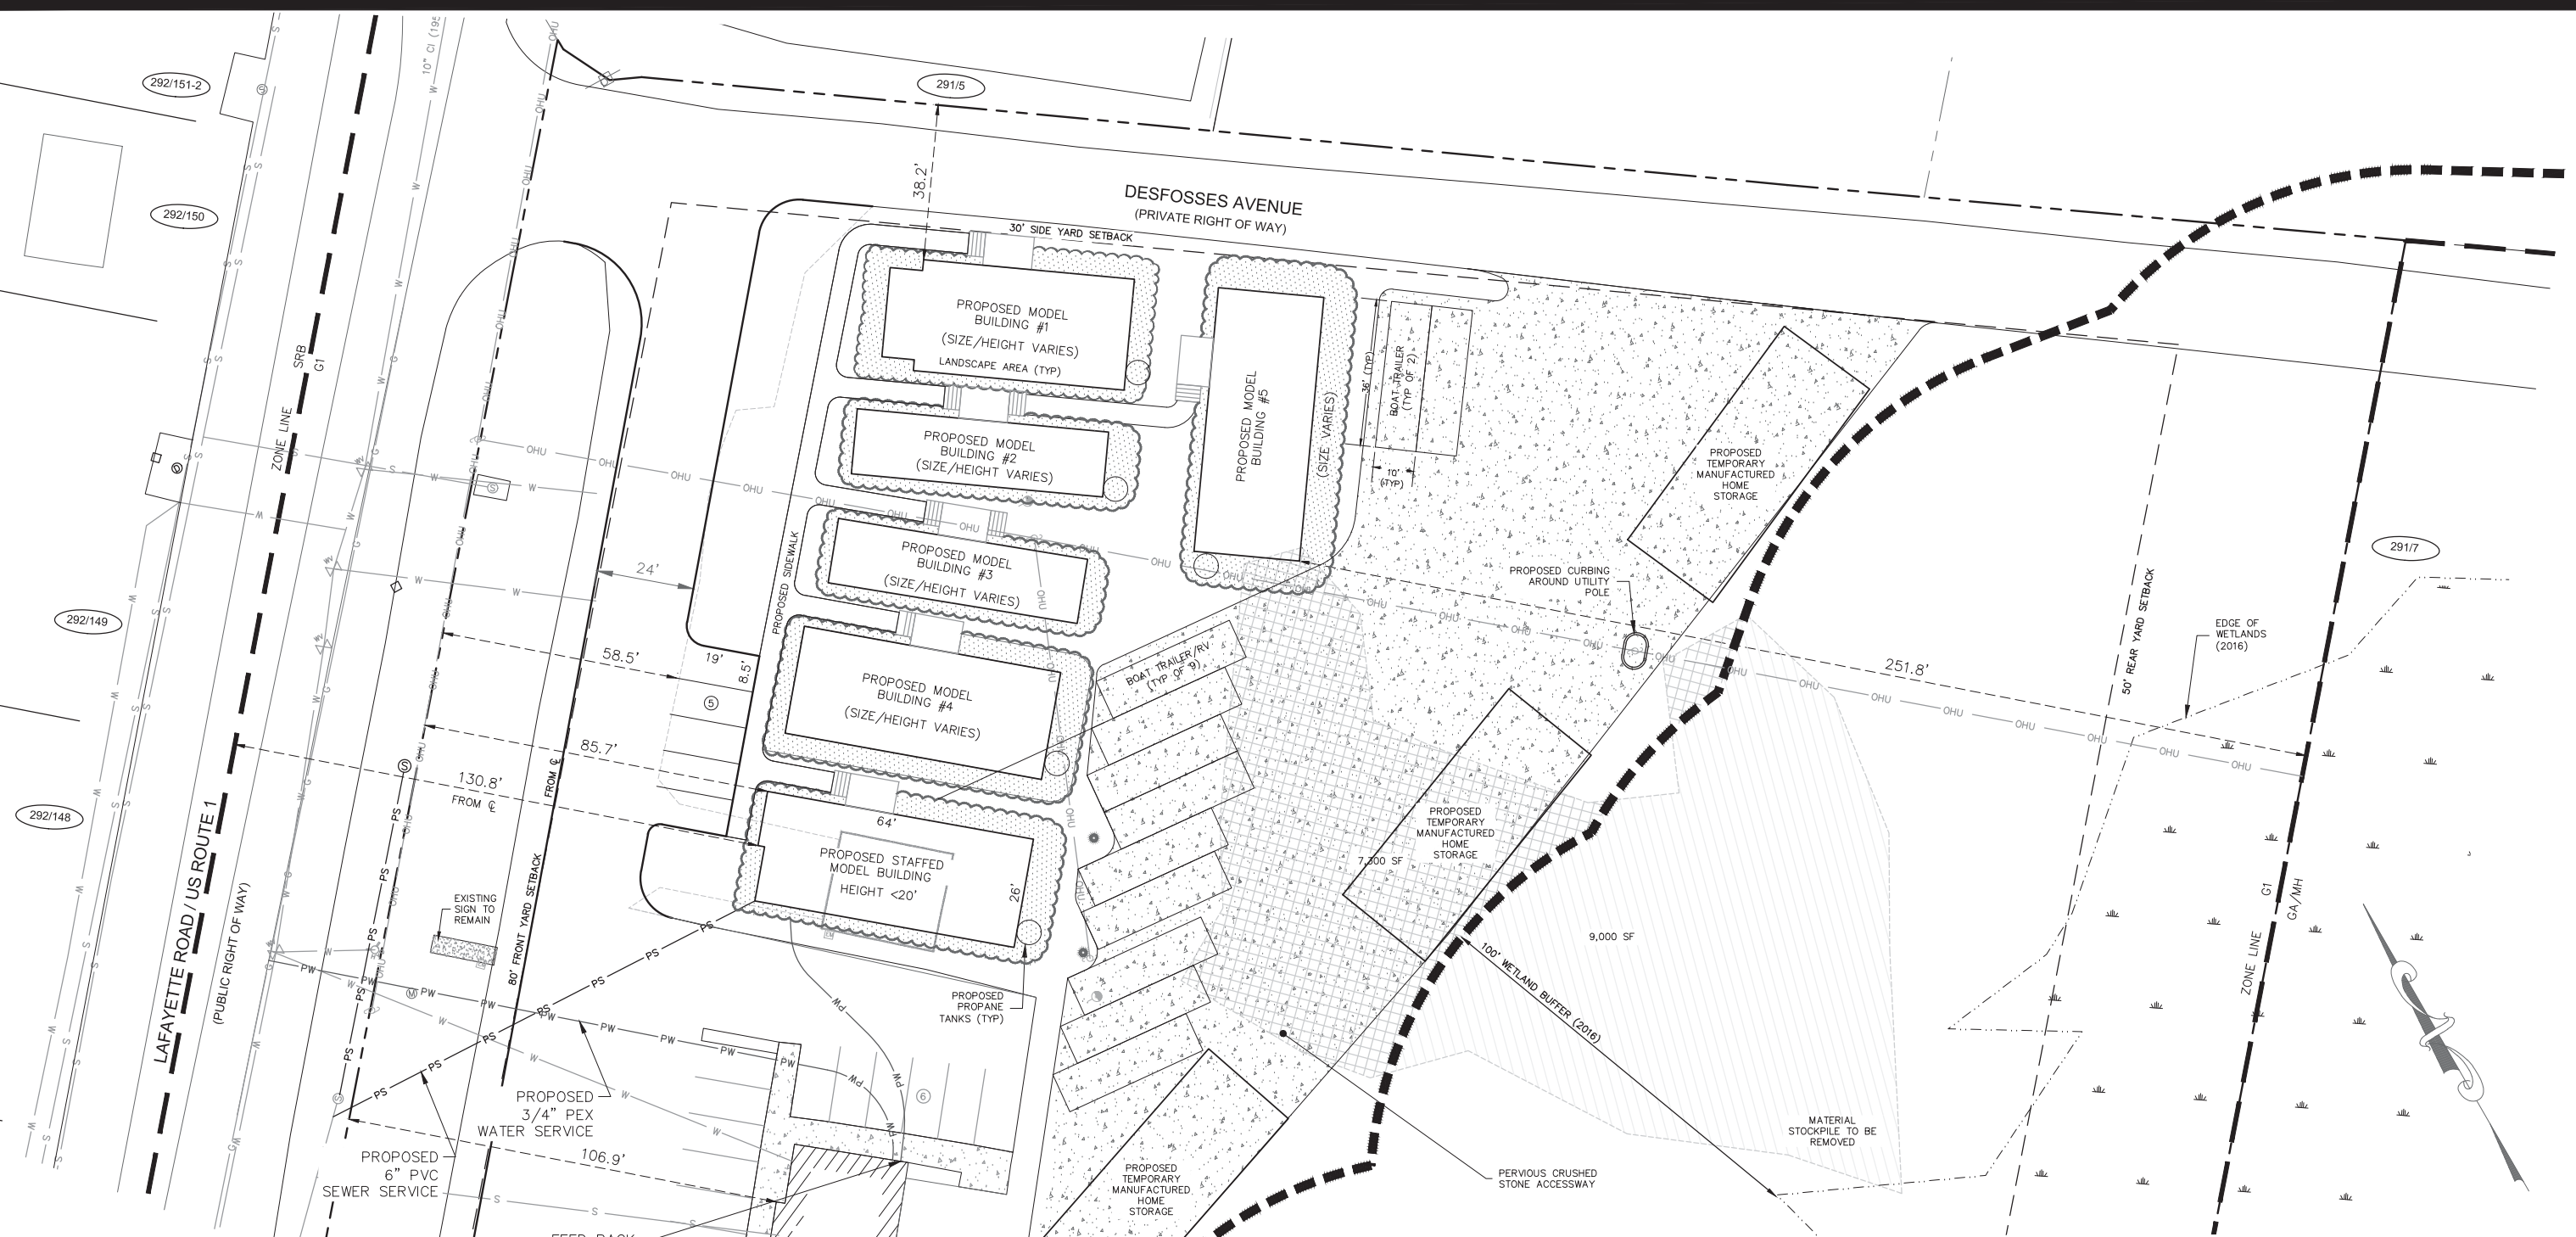 292/151-2
10" CI (195
OHU
291/5
292/150
38.2'
DESFOSSES AVENUE
(PRIVATE RIGHT OF WAY)
30' SIDE YARD SETBACK
SRB
G1
ZONE LINE
PROPOSED MODEL
BUILDING #1
(SIZE/HEIGHT VARIES)
LANDSCAPE AREA (TYP)
PROPOSED MODEL
BUILDING #2
(SIZE/HEIGHT VARIES)
PROPOSED MODEL
BUILDING #5
(SIZE VARIES)
36' (TYP)
BOAT TRAILER
(TYP OF 2)
10'
(TYP)
PROPOSED
TEMPORARY
MANUFACTURED
HOME
STORAGE
PROPOSED MODEL
BUILDING #3
(SIZE/HEIGHT VARIES)
PROPOSED SIDEWALK
24'
PROPOSED CURBING
AROUND UTILITY
POLE
291/7
50' REAR YARD SETBACK
EDGE OF
WETLANDS
(2016)
251.8'
292/149
58.5'
19'
8.5'
5
PROPOSED MODEL
BUILDING #4
(SIZE/HEIGHT VARIES)
BOAT TRAILER/RV
(TYP OF 9)
85.7'
130.8'
FROM ℄
FROM ℄
80' FRONT YARD SETBACK
292/148
LAFAYETTE ROAD / US ROUTE 1
(PUBLIC RIGHT OF WAY)
64'
PROPOSED STAFFED
MODEL BUILDING
HEIGHT <20'
26'
PROPOSED
TEMPORARY
MANUFACTURED
HOME
STORAGE
7,300 SF
9,000 SF
EXISTING
SIGN TO
REMAIN
PROPOSED
PROPANE
TANKS (TYP)
100' WETLAND BUFFER (2016)
ZONE LINE
G1
GA/MH
PROPOSED
3/4" PEX
WATER SERVICE
6
PROPOSED
6" PVC
SEWER SERVICE
106.9'
MATERIAL
STOCKPILE TO BE
REMOVED
PERVIOUS CRUSHED
STONE ACCESSWAY
PROPOSED
TEMPORARY
MANUFACTURED
HOME
STORAGE